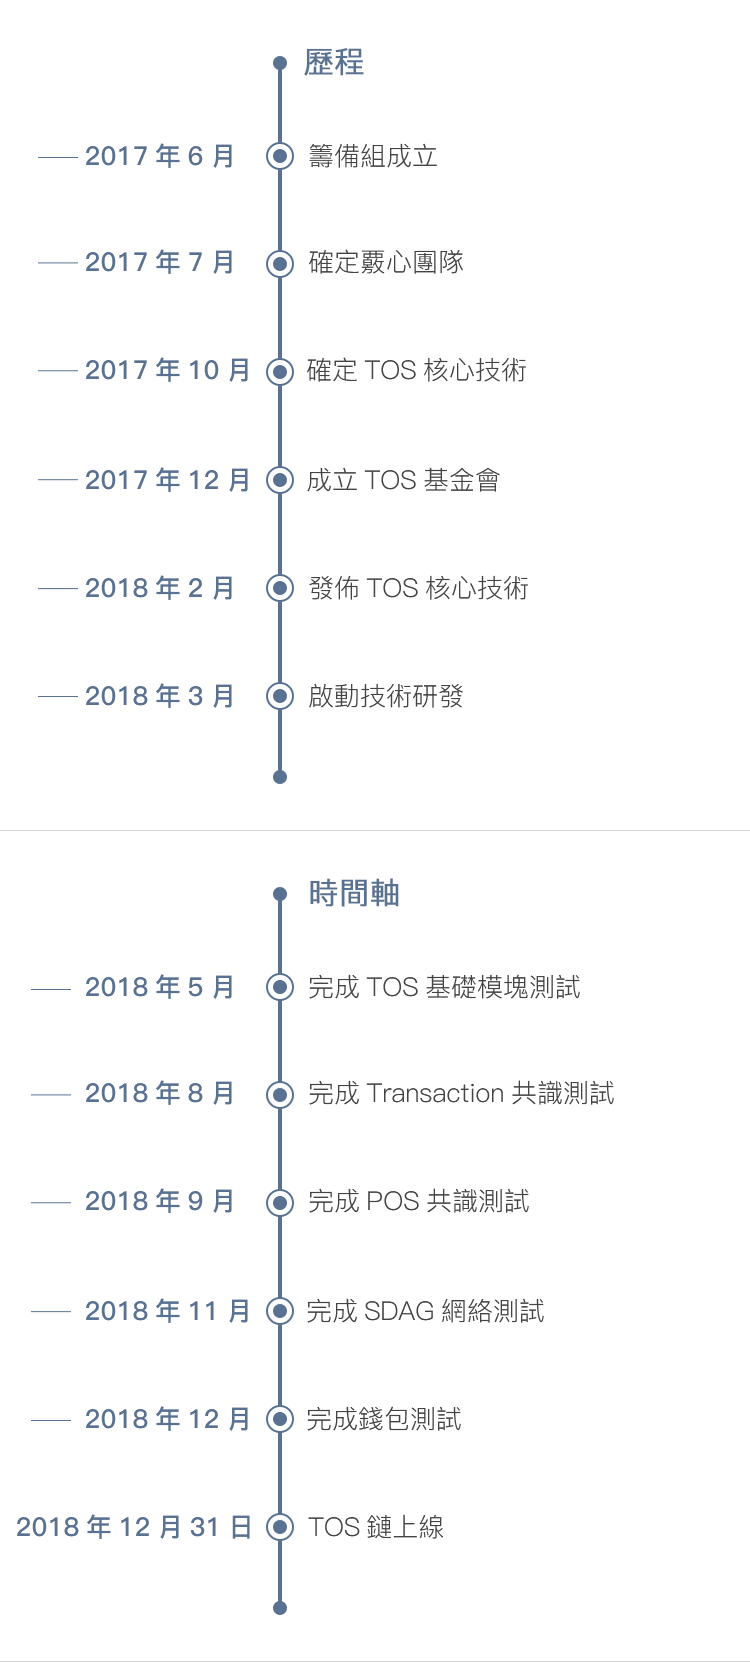 歷程
2017 年 6 月 籌備組成立
2017 年 7 月 確定覈心團隊
2017 年 10 月 確定 TOS 核心技術
2017 年 12 月 成立 TOS 基金會
2018 年 2 月 發佈 TOS 核心技術
2018 年 3 月 啟動技術研發
時間軸
2018 年 5 月 完成 TOS 基礎模塊測試
2018 年 8 月 完成 Transaction 共識測試
2018 年 9 月 完成 POS 共識測試
2018 年 11 月 完成 SDAG 網絡測試
2018 年 12 月 完成錢包測試
2018 年 12 月 31 日 TOS 鏈上線